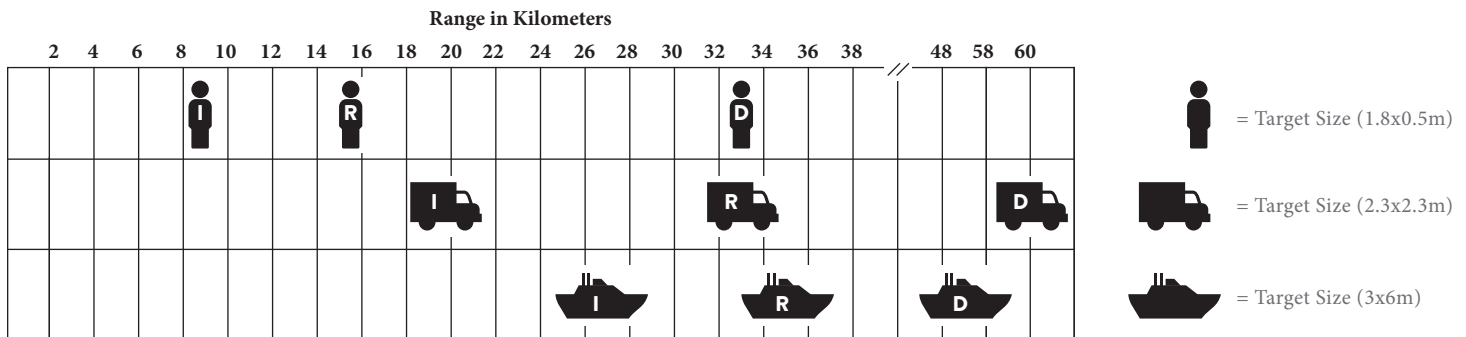 Range in Kilometers
2 4 6 8 10 12 14 16 18 20 22 24 26 28 30 32 34 36 38 // 48 58 60
I R D = Target Size (1.8x0.5m)
I R D = Target Size (2.3x2.3m)
I R D = Target Size (3x6m)